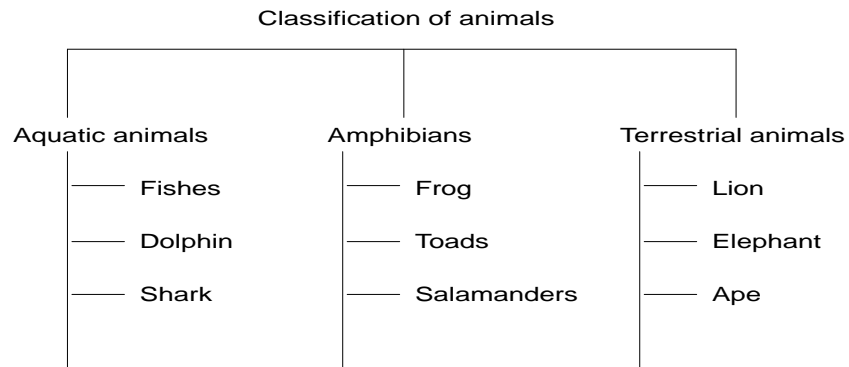 Classification of animals
Aquatic animals
Amphibians
Terrestrial animals
Fishes
Frog
Lion
Dolphin
Toads
Elephant
Shark
Salamanders
Ape